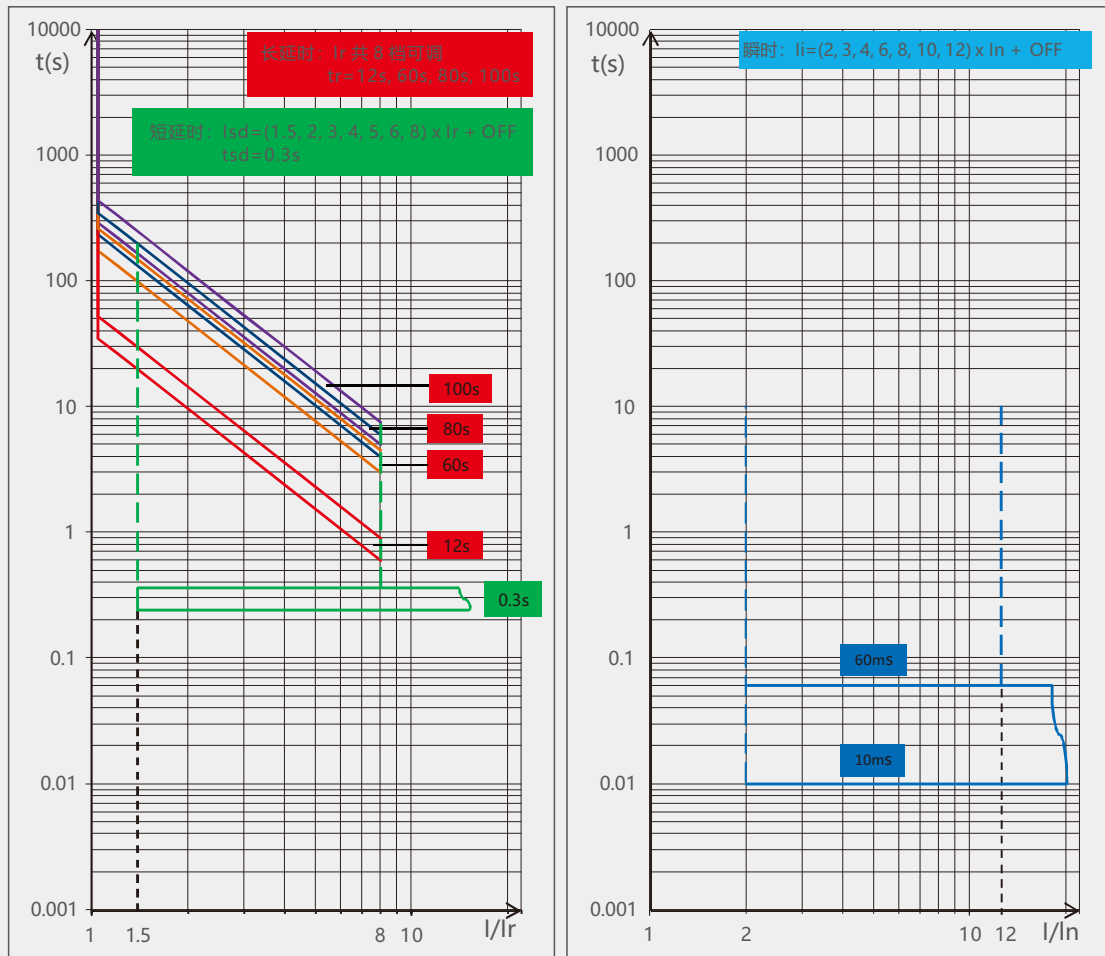 10000
t(s)
长延时：Ir 共 8 档可调
tr=12s, 60s, 80s, 100s
短延时：Isd=(1.5, 2, 3, 4, 5, 6, 8) x Ir + OFF
tsd=0.3s
1000
100
10
1
0.1
0.01
0.001
100s
80s
60s
12s
0.3s
1
1.5
8
10
I/Ir
10000
t(s)
瞬时：Ii=(2, 3, 4, 6, 8, 10, 12) x In + OFF
1000
100
10
1
0.1
0.01
0.001
60ms
10ms
1
2
10
12
I/In